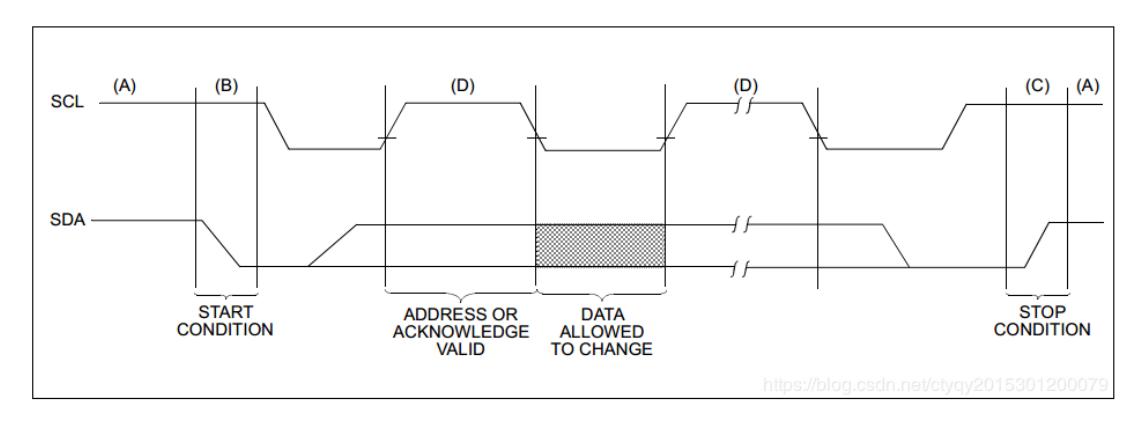 (A) (B) (D) (D) (C) (A)
SCL
SDA
START
CONDITION
ADDRESS OR
ACKNOWLEDGE
VALID
DATA
ALLOWED
TO CHANGE
STOP
CONDITION
https://blog.csdn.net/ctyqy2015301200079